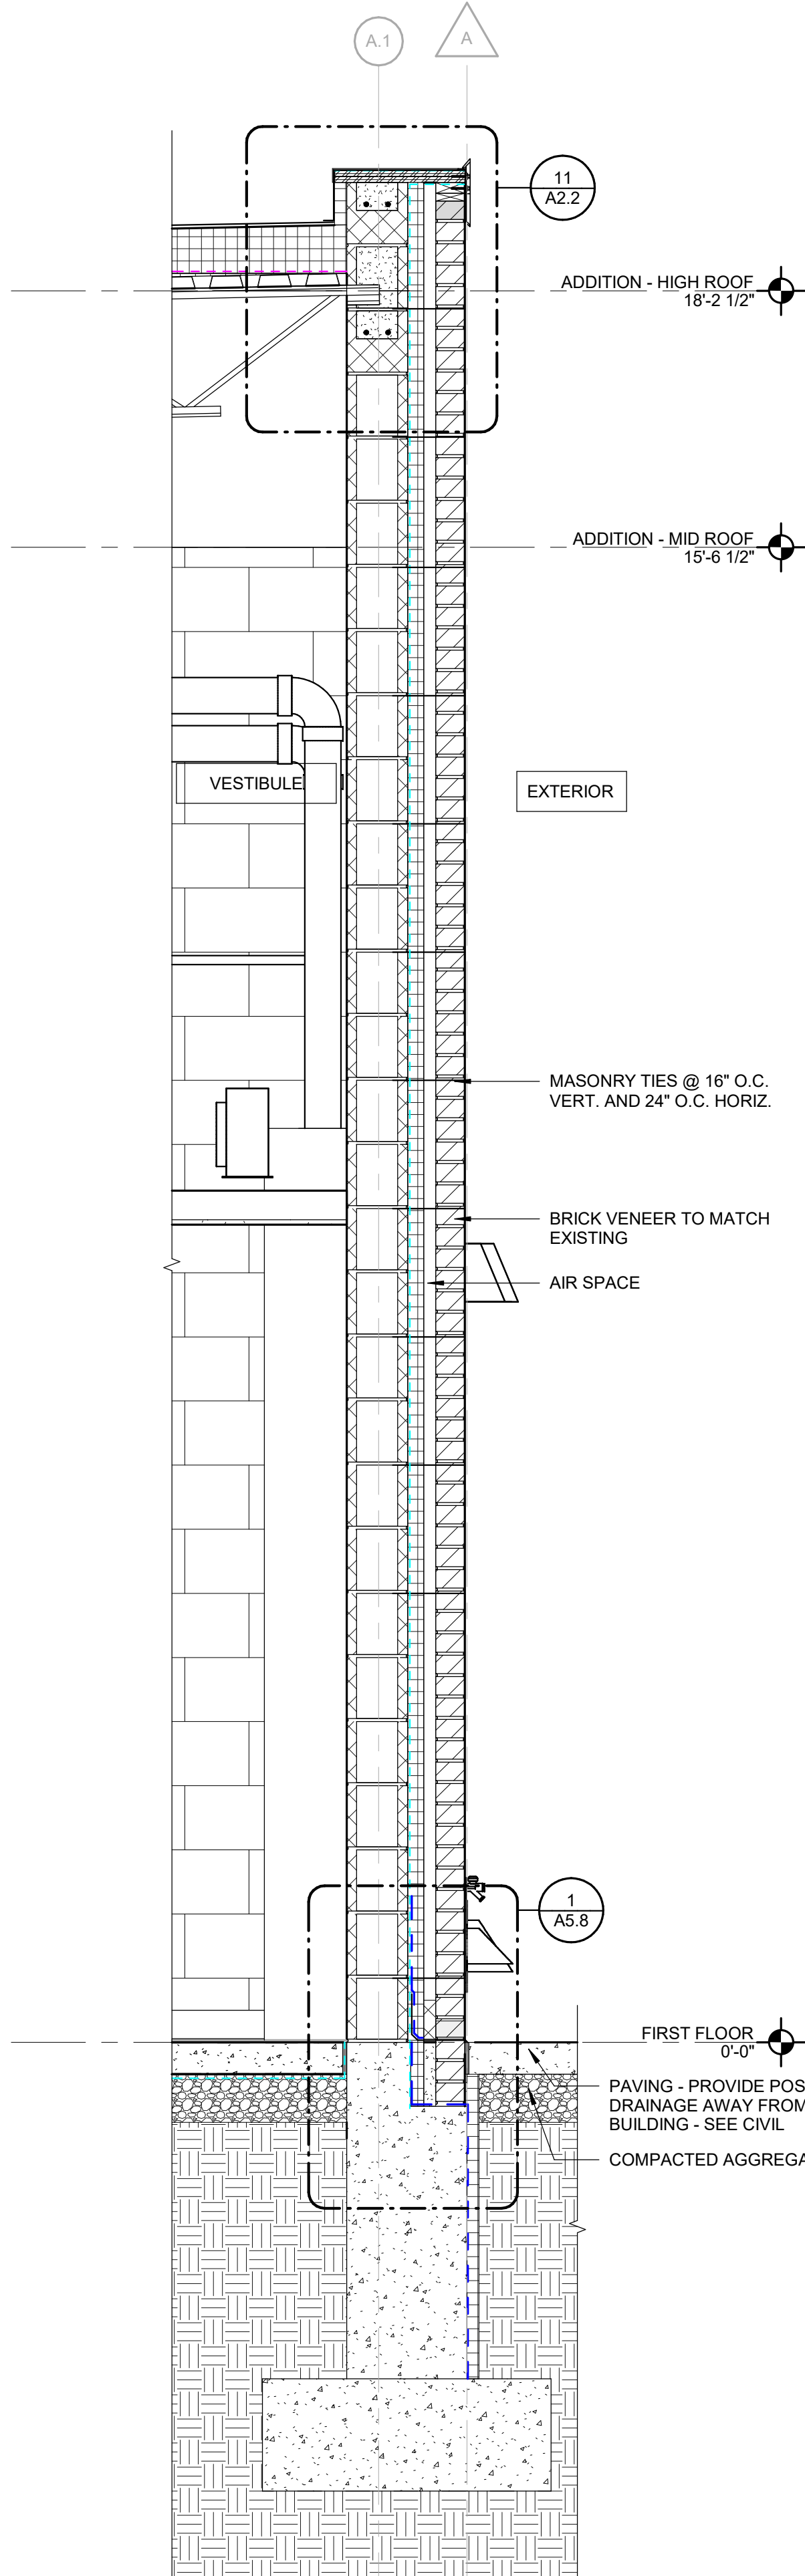 A.1
A
11
A2.2
ADDITION - HIGH ROOF
18'-2 1/2"
ADDITION - MID ROOF
15'-6 1/2"
VESTIBULE
EXTERIOR
MASONRY TIES @ 16" O.C.
VERT. AND 24" O.C. HORIZ.
BRICK VENEER TO MATCH
EXISTING
AIR SPACE
1
A5.8
FIRST FLOOR
0'-0"
PAVING - PROVIDE POS
DRAINAGE AWAY FROM
BUILDING - SEE CIVIL
COMPACTED AGGREGA